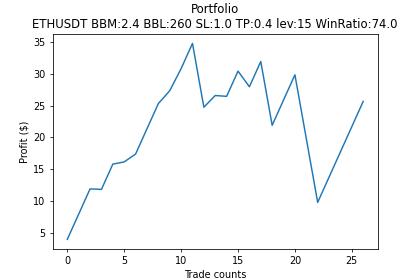 Portfolio
ETHUSDT BBM:2.4 BBL:260 SL:1.0 TP:0.4 lev:15 WinRatio:74.0
35
30
25
20
15
10
5
Profit ($)
0 5 10 15 20 25
Trade counts